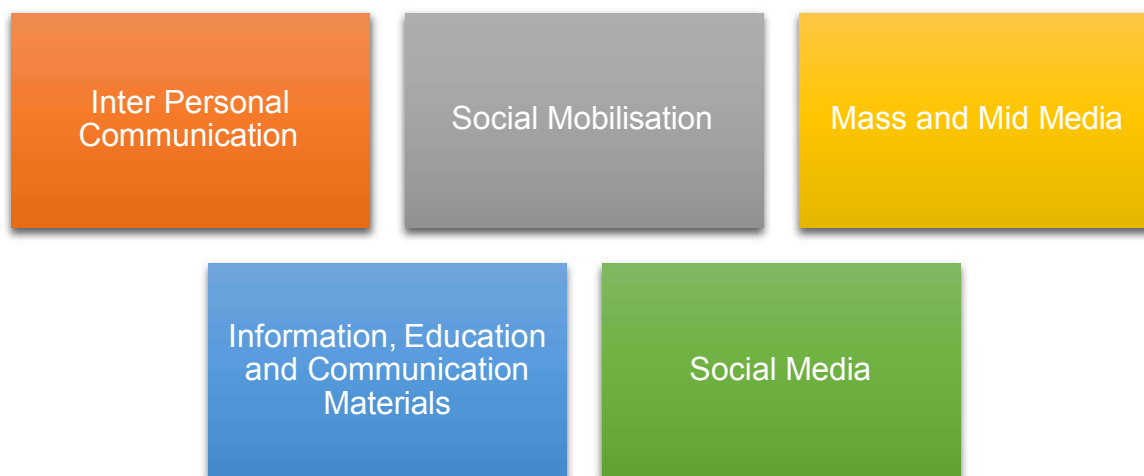 Inter Personal
Communication
Social Mobilisation
Mass and Mid Media
Information, Education
and Communication
Materials
Social Media